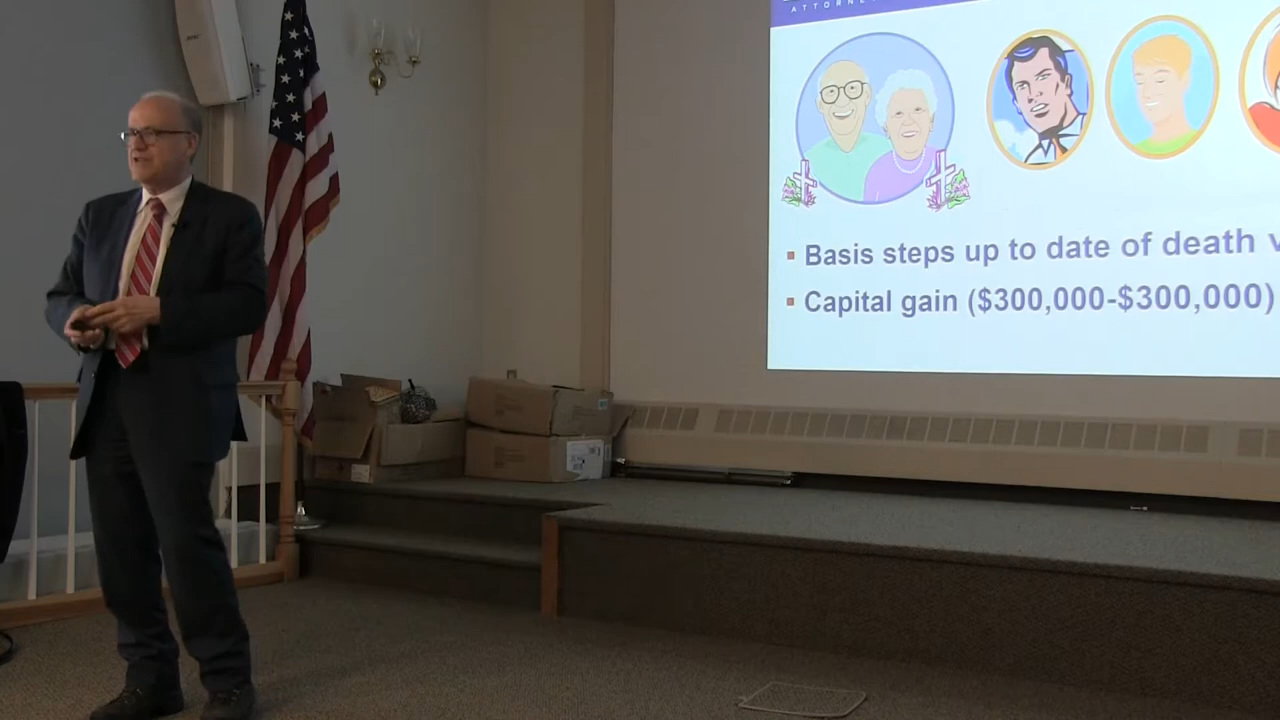 Basis steps up to date of death
Capital gain ($300,000-$300,000)